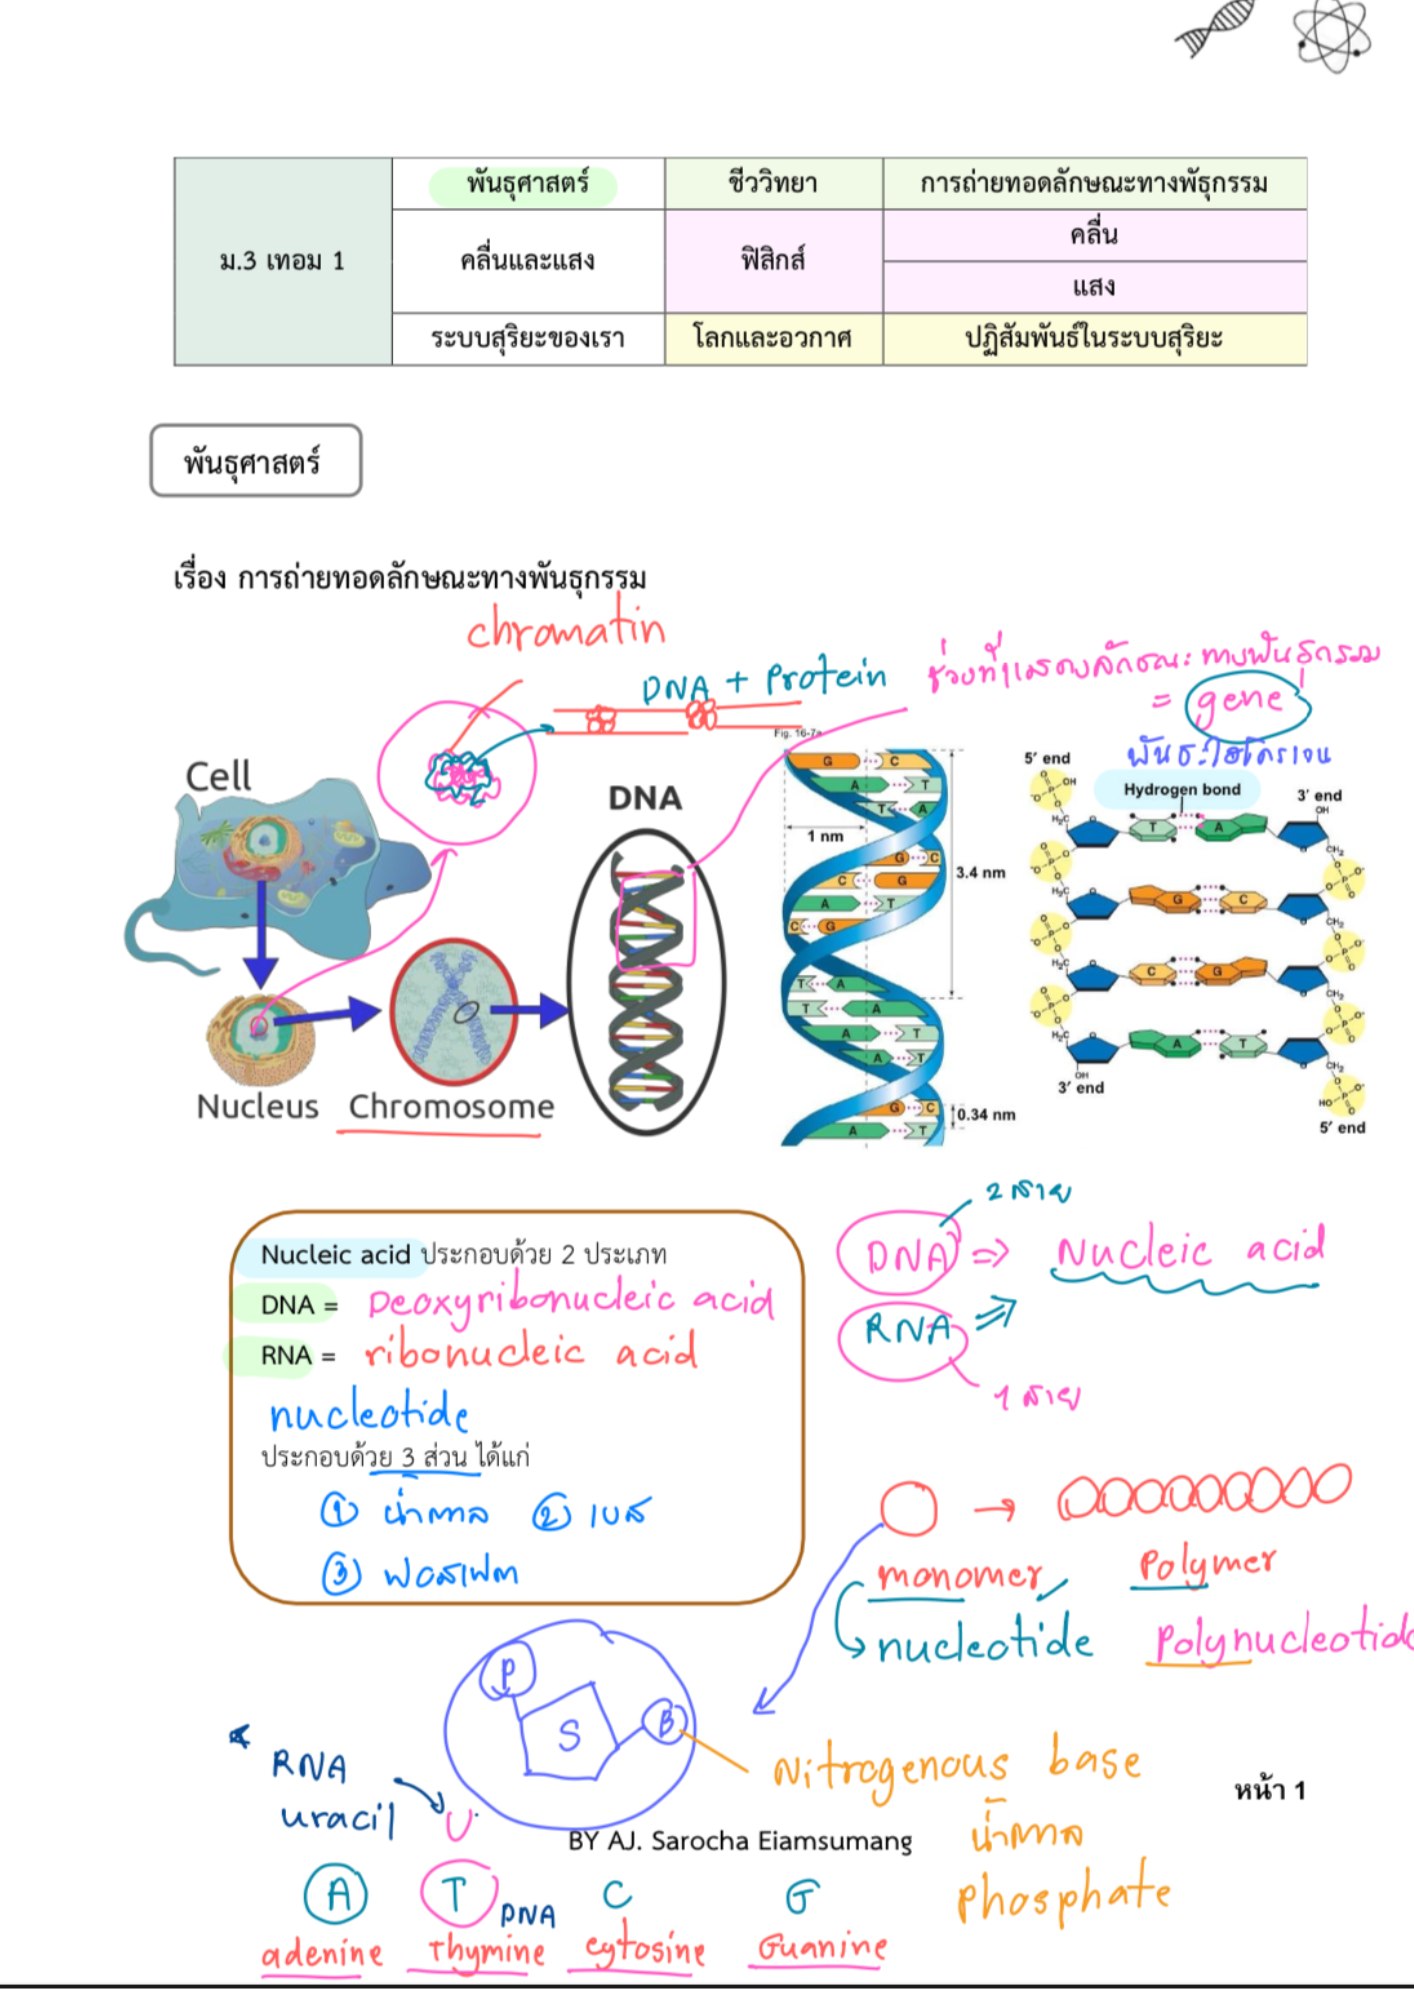 ม.3 เทอม 1
พันธุศาสตร์
ชีววิทยา
การถ่ายทอดลักษณะทางพัธุกรรม
คลื่นและแสง
ฟิสิกส์
คลื่น
แสง
ระบบสุริยะของเรา
โลกและอวกาศ
ปฏิสัมพันธ์ในระบบสุริยะ
พันธุศาสตร์
เรื่อง การถ่ายทอดลักษณะทางพันธุกรรม
chromatin
DNA + Protein
ช่วงที่แสดงลักษณะทางพันธุกรรม
= gene
พันธะไฮโดรเจน
Fig. 16-7a
Cell
DNA
Nucleus
Chromosome
G C
A T
T A
1 nm
G C
C G
3.4 nm
A T
C G
T A
T A
A T
A T
G C
0.34 nm
A T
5' end
Hydrogen bond
3' end
T A
G C
C G
A T
3' end
5' end
2 สาย
Nucleic acid ประกอบด้วย 2 ประเภท
DNA = Deoxyribonucleic acid
RNA = ribonucleic acid
nucleotide
ประกอบด้วย 3 ส่วน ได้แก่
① น้ำตาล ② เบส
③ ฟอสเฟต
DNA ⇒ Nucleic acid
RNA ⇒
1 สาย
monomer → Polymer
nucleotide Polynucleotide
P
S
B
Nitrogenous base
น้ำตาล
phosphate
RNA
uracil U
หน้า 1
BY AJ. Sarocha Eiamsumang
A T DNA C G
adenine Thymine cytosine Guanine